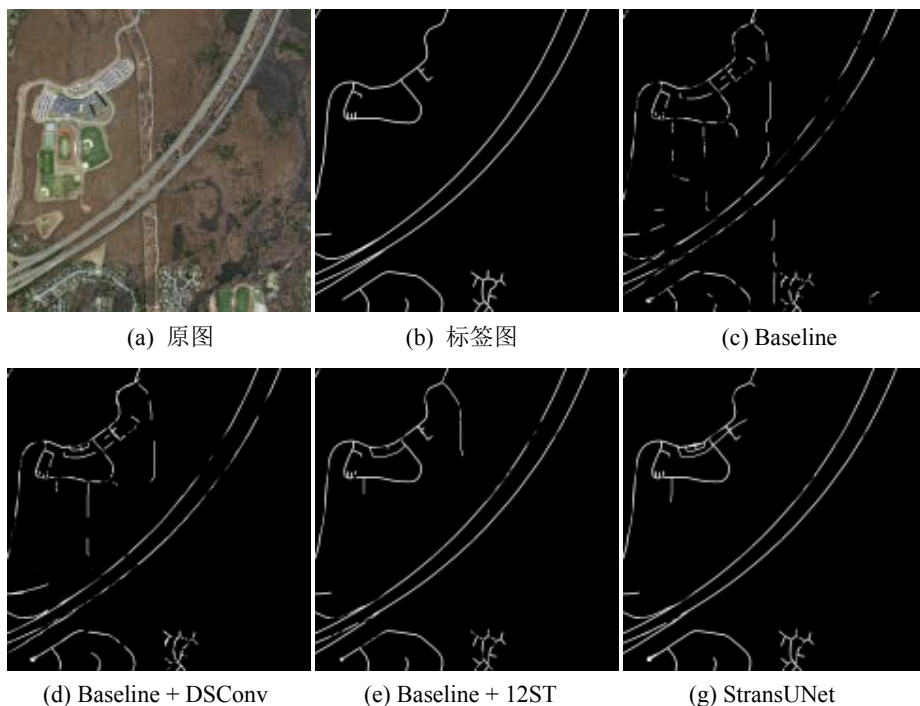 (a) 原图
(b) 标签图
(c) Baseline
(d) Baseline + DSConv
(e) Baseline + 12ST
(g) StransUNet